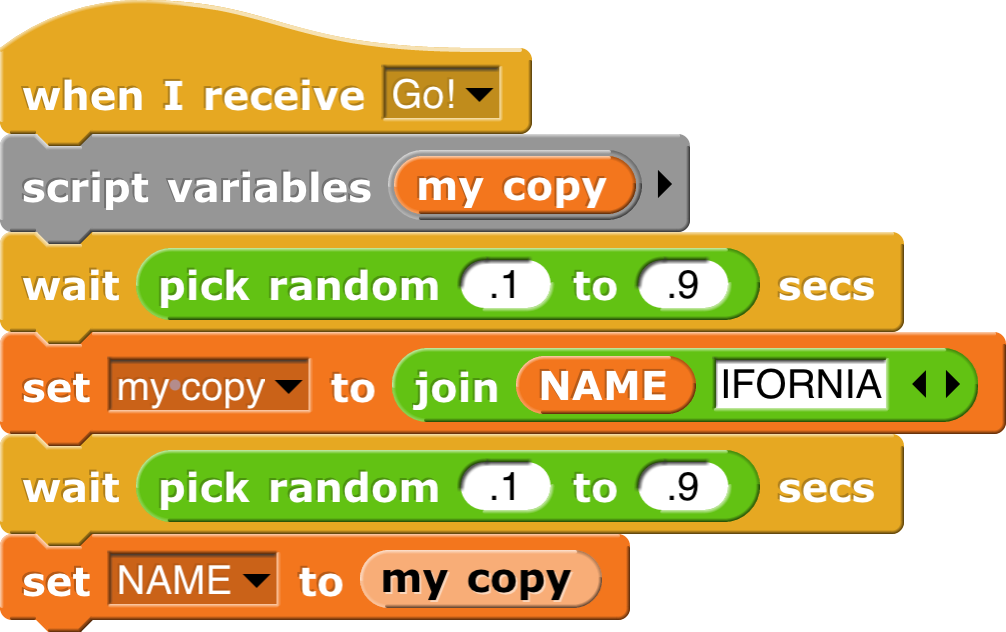 when I receive Go!
script variables my copy
wait pick random .1 to .9 secs
set my copy to join NAME IFORNIA
wait pick random .1 to .9 secs
set NAME to my copy